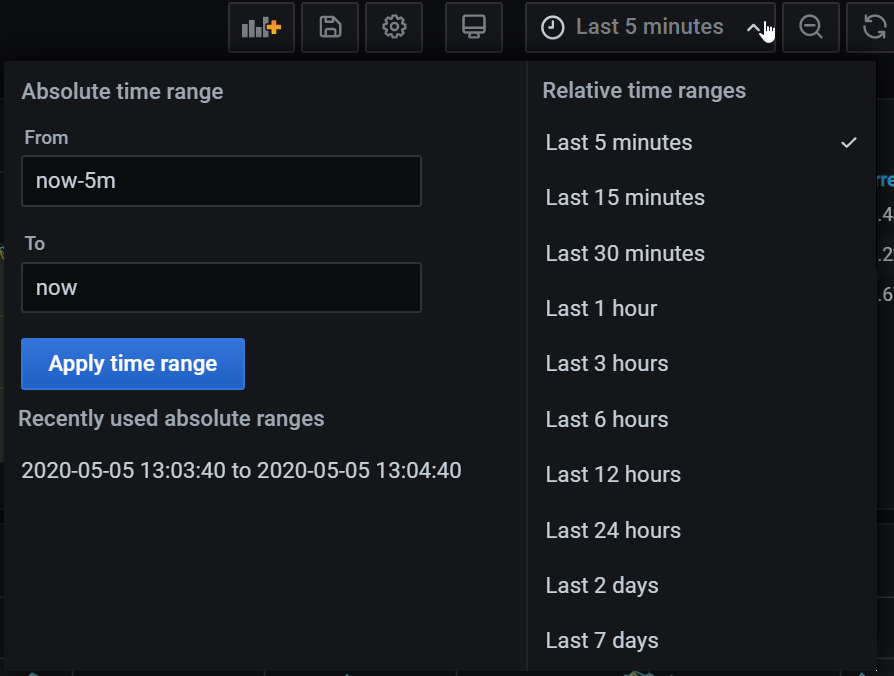 Last 5 minutes
Absolute time range
From
now-5m
To
now
Apply time range
Recently used absolute ranges
2020-05-05 13:03:40 to 2020-05-05 13:04:40
Relative time ranges
Last 5 minutes
Last 15 minutes
Last 30 minutes
Last 1 hour
Last 3 hours
Last 6 hours
Last 12 hours
Last 24 hours
Last 2 days
Last 7 days